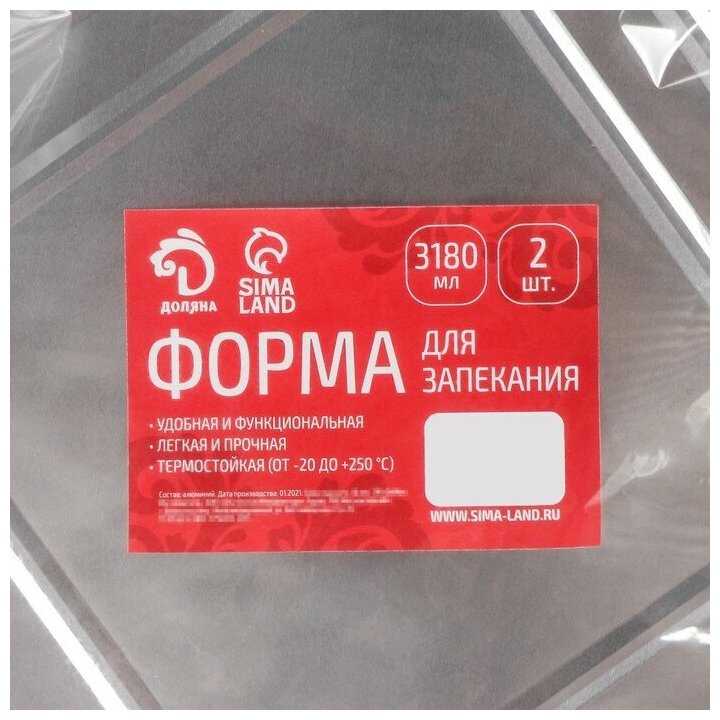 ДОЛЯНА
SIMA
LAND
3180
МЛ
2
ШТ.
ФОРМА
ДЛЯ
ЗАПЕКАНИЯ
• УДОБНАЯ И ФУНКЦИОНАЛЬНАЯ
• ЛЕГКАЯ И ПРОЧНАЯ
• ТЕРМОСТОЙКАЯ (ОТ -20 ДО +250 °C)
Состав: алюминий. Дата производства: 01.2021.
WWW.SIMA-LAND.RU